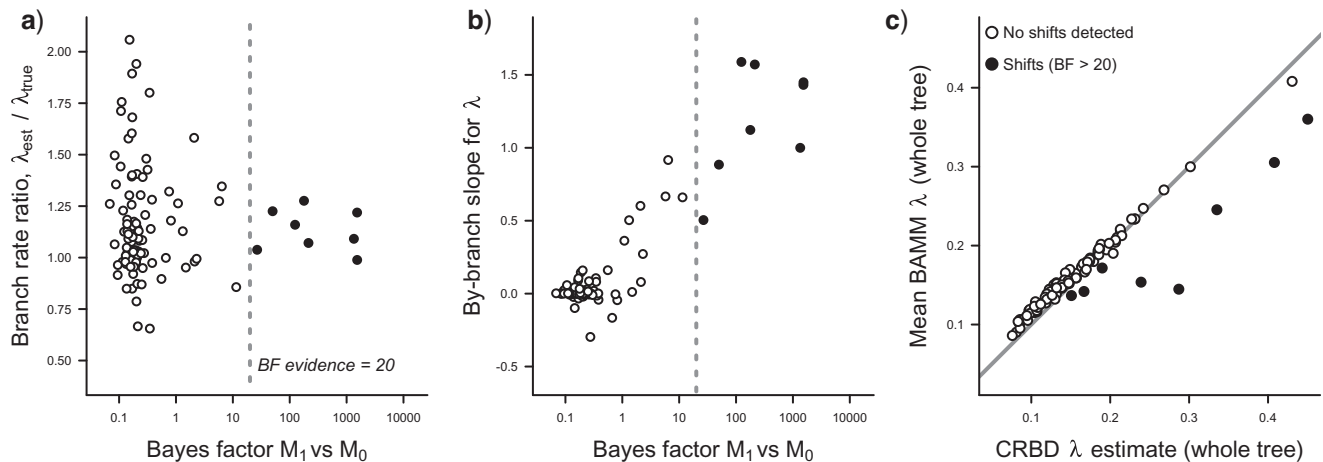 a)
Branch rate ratio, λest / λtrue
2.00
1.75
1.50
1.25
1.00
0.75
0.50
BF evidence = 20
0.1 1 10 100 1000 10000
Bayes factor M1 vs M0
b)
By-branch slope for λ
1.5
1.0
0.5
0.0
-0.5
0.1 1 10 100 1000 10000
Bayes factor M1 vs M0
c)
No shifts detected
Shifts (BF > 20)
Mean BAMM λ (whole tree)
0.4
0.3
0.2
0.1
0.1 0.2 0.3 0.4
CRBD λ estimate (whole tree)